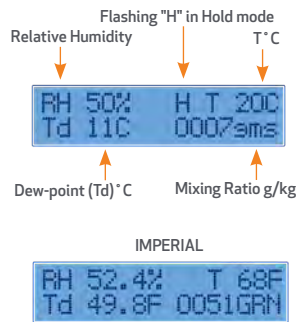 Flashing "H" in Hold mode
Relative Humidity
T°C
RH 50% H T 20C
Td 11C 0007gms
Dew-point (Td)°C
Mixing Ratio g/kg
IMPERIAL
RH 52.4% T 68F
Td 49.8F 0051GRN